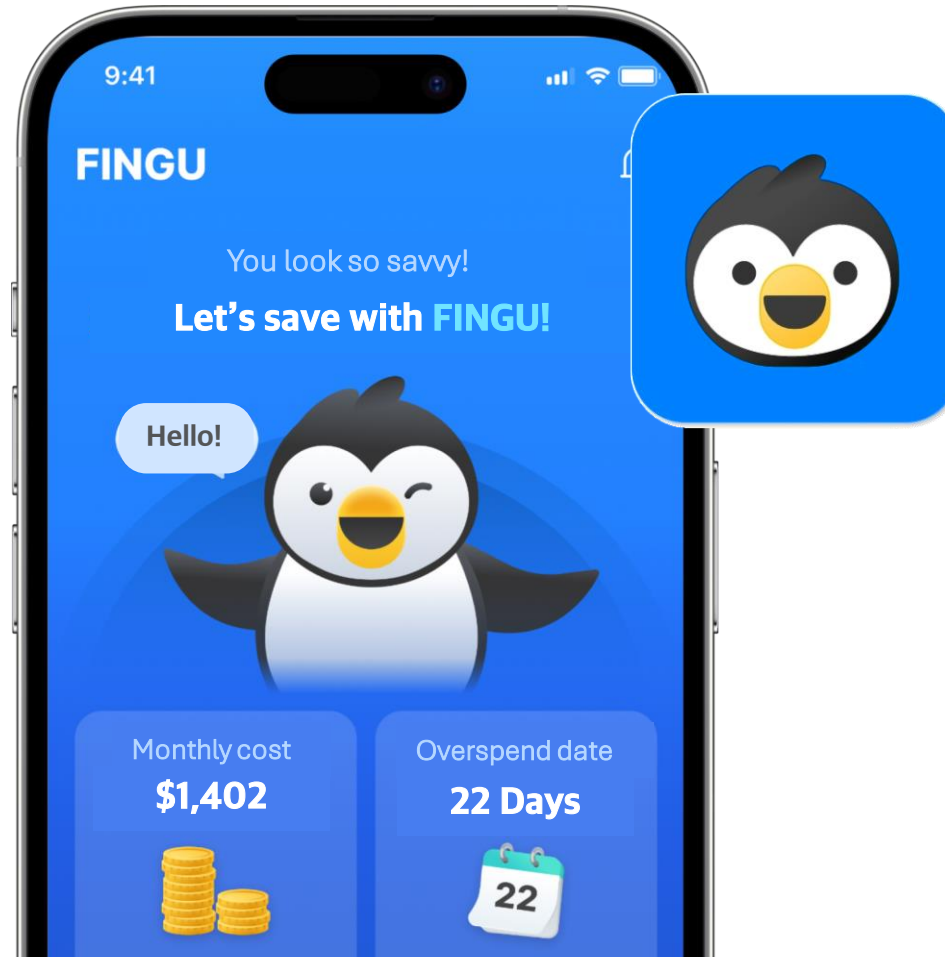 9:41
FINGU
You look so savvy!
Let's save with FINGU!
Hello!
Monthly cost
$1,402
Overspend date
22 Days
22